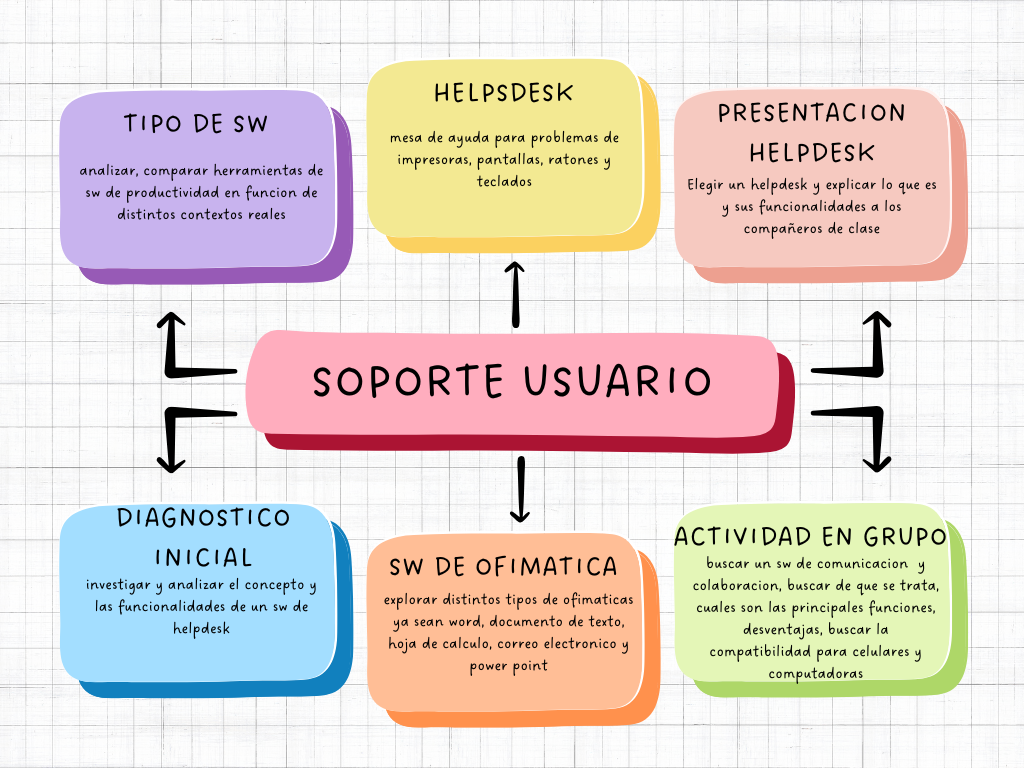 TIPO DE SW
analizar, comparar herramientas de
sw de productividad en funcion de
distintos contextos reales
HELPSDESK
mesa de ayuda para problemas de
impresoras, pantallas, ratones y
teclados
PRESENTACION
HELPDESK
Elegir un helpdesk y explicar lo que es
y sus funcionalidades a los
compañeros de clase
SOPORTE USUARIO
DIAGNOSTICO
INICIAL
investigar y analizar el concepto y
las funcionalidades de un sw de
helpdesk
SW DE OFIMATICA
explorar distintos tipos de ofimaticas
ya sean word, documento de texto,
hoja de calculo, correo electronico y
power point
ACTIVIDAD EN GRUPO
buscar un sw de comunicacion y
colaboracion, buscar de que se trata,
cuales son las principales funciones,
desventajas, buscar la
compatibilidad para celulares y
computadoras